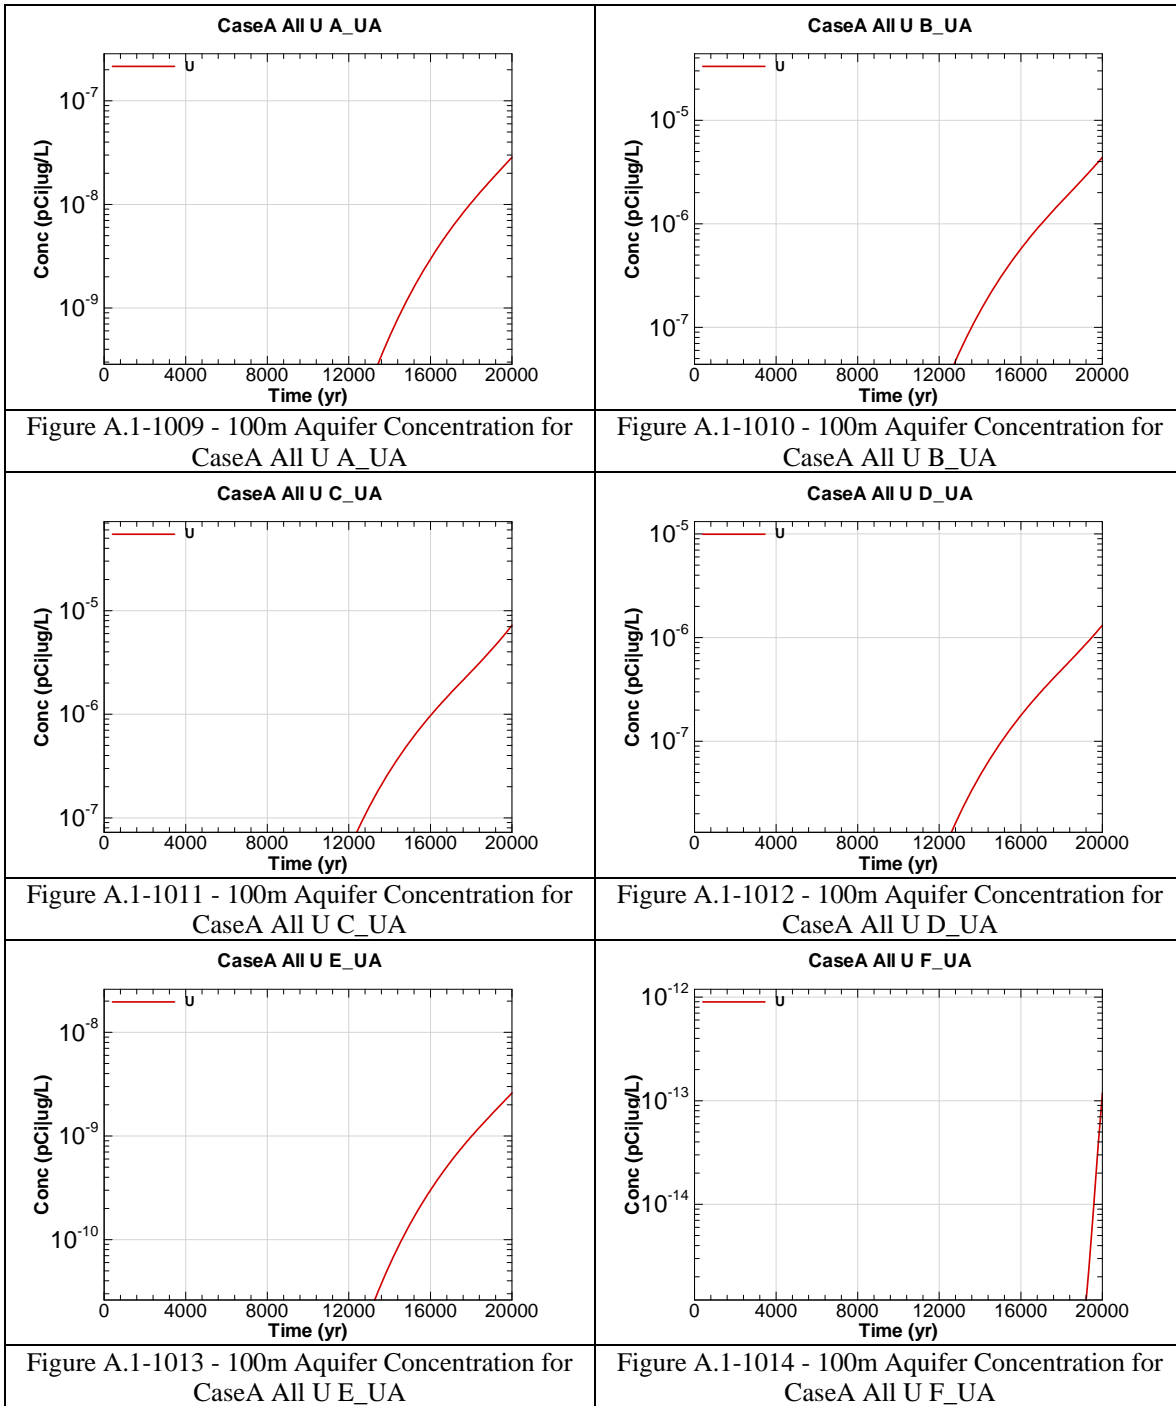 CaseA All U A_UA
U
10-7
10-8
10-9
Conc (pCi|ug/L)
0 4000 8000 12000 16000 20000
Time (yr)
Figure A.1-1009 - 100m Aquifer Concentration for
CaseA All U A_UA
CaseA All U B_UA
U
10-5
10-6
10-7
Conc (pCi|ug/L)
0 4000 8000 12000 16000 20000
Time (yr)
Figure A.1-1010 - 100m Aquifer Concentration for
CaseA All U B_UA
CaseA All U C_UA
U
10-5
10-6
10-7
Conc (pCi|ug/L)
0 4000 8000 12000 16000 20000
Time (yr)
Figure A.1-1011 - 100m Aquifer Concentration for
CaseA All U C_UA
CaseA All U D_UA
U
10-5
10-6
10-7
Conc (pCi|ug/L)
0 4000 8000 12000 16000 20000
Time (yr)
Figure A.1-1012 - 100m Aquifer Concentration for
CaseA All U D_UA
CaseA All U E_UA
U
10-8
10-9
10-10
Conc (pCi|ug/L)
0 4000 8000 12000 16000 20000
Time (yr)
Figure A.1-1013 - 100m Aquifer Concentration for
CaseA All U E_UA
CaseA All U F_UA
U
10-12
10-13
10-14
Conc (pCi|ug/L)
0 4000 8000 12000 16000 20000
Time (yr)
Figure A.1-1014 - 100m Aquifer Concentration for
CaseA All U F_UA